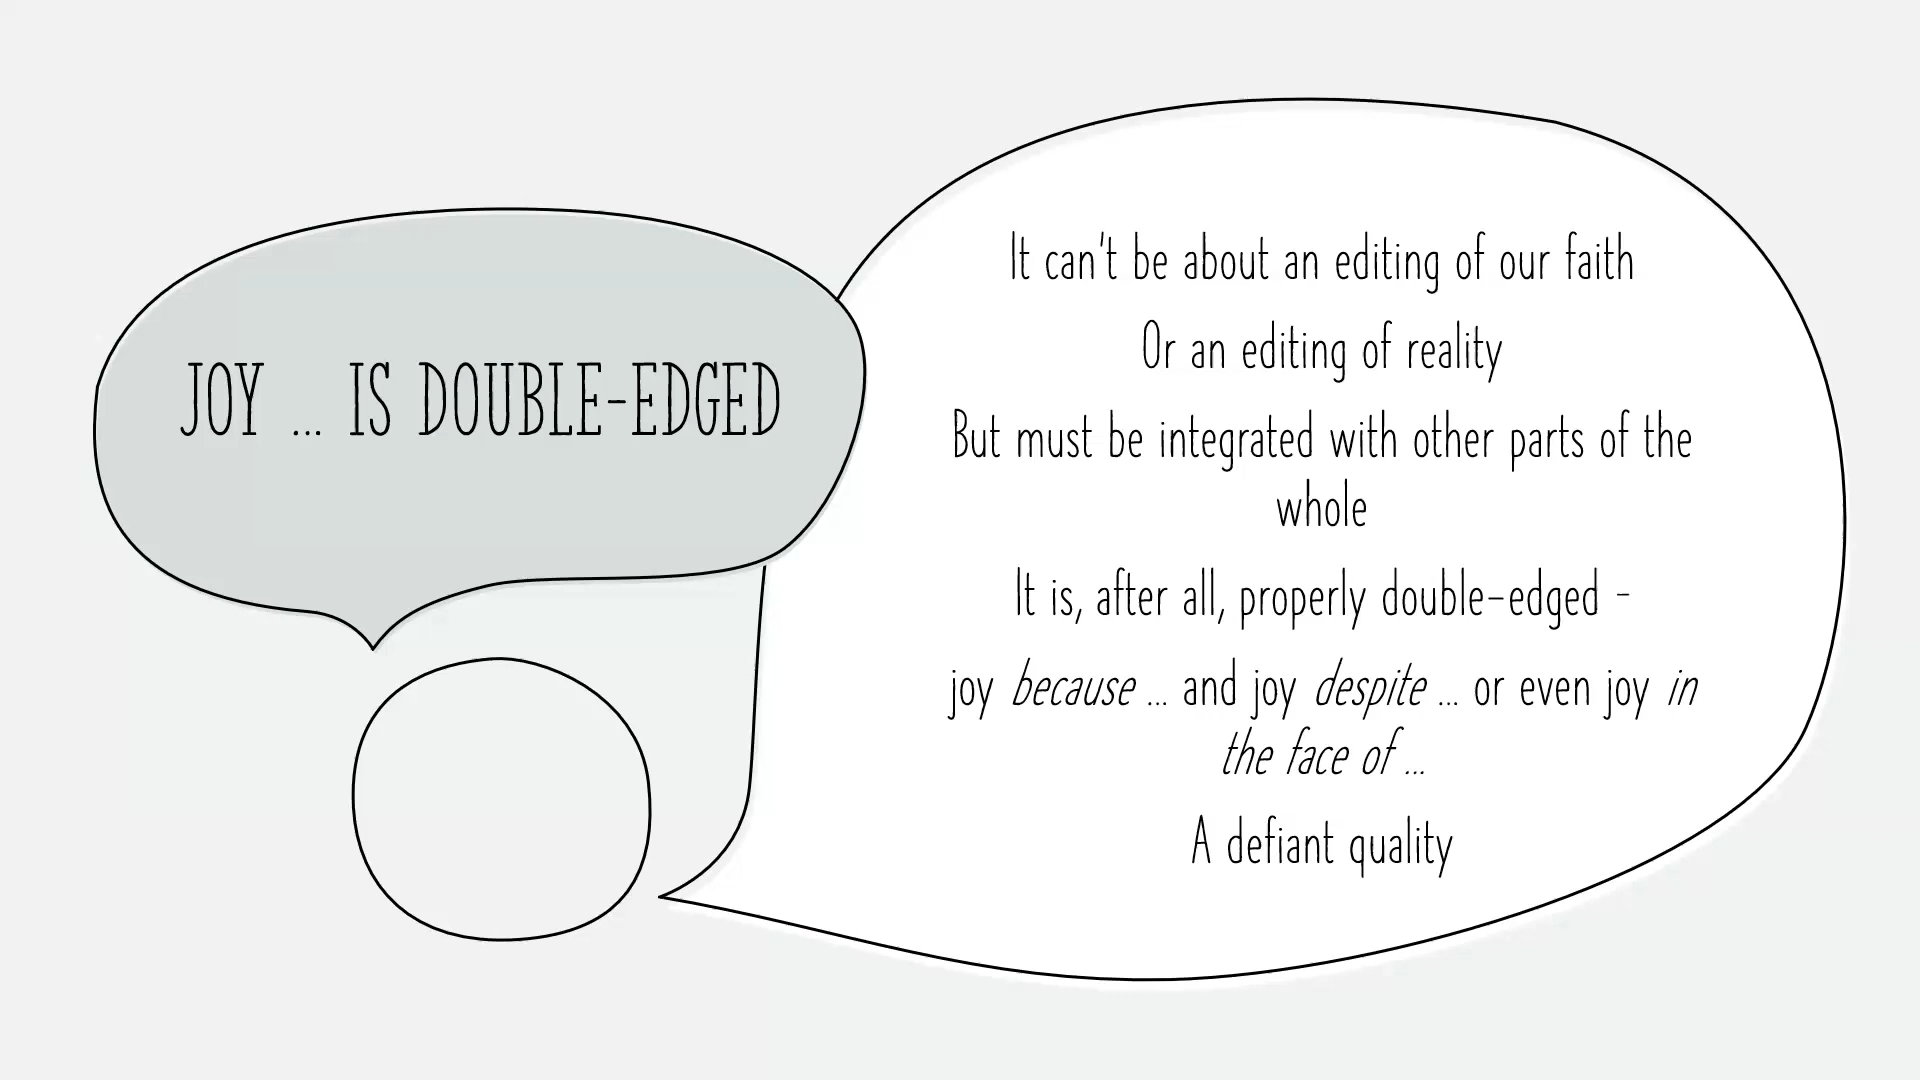 JOY ... IS DOUBLE-EDGED
It can't be about an editing of our faith
Or an editing of reality
But must be integrated with other parts of the
whole
It is, after all, properly double-edged -
joy because ... and joy despite ... or even joy in
the face of ...
A defiant quality